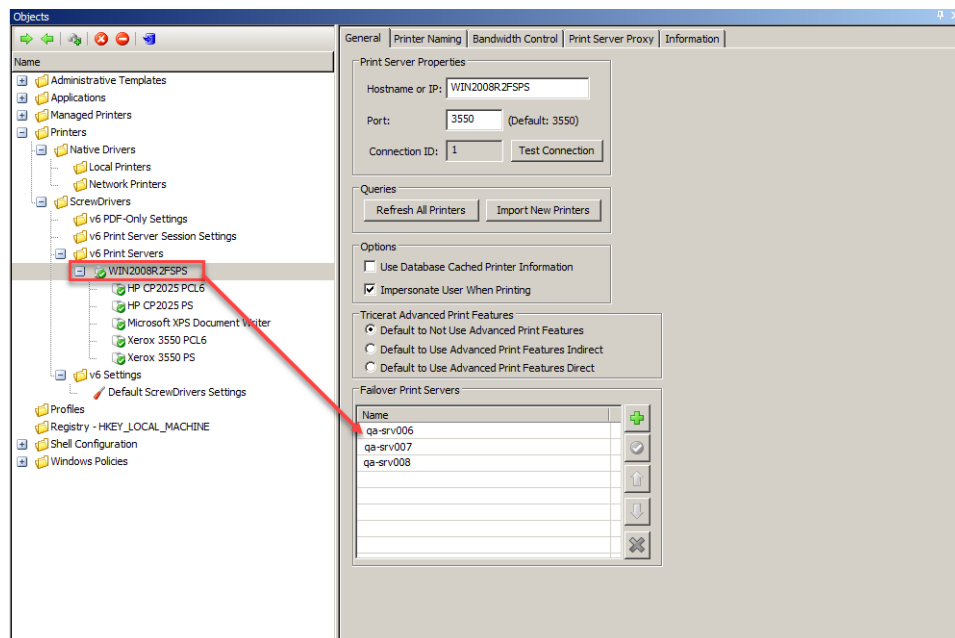 Objects
Name
Administrative Templates
Applications
Managed Printers
Printers
Native Drivers
Local Printers
Network Printers
ScrewDrivers
v6 PDF-Only Settings
v6 Print Server Session Settings
v6 Print Servers
WIN2008R2FSPS
HP CP2025 PCL6
HP CP2025 PS
Microsoft XPS Document Writer
Xerox 3550 PCL6
Xerox 3550 PS
v6 Settings
Default ScrewDrivers Settings
Profiles
Registry - HKEY_LOCAL_MACHINE
Shell Configuration
Windows Policies
General Printer Naming Bandwidth Control Print Server Proxy Information
Print Server Properties
Hostname or IP: WIN2008R2FSPS
Port: 3550 (Default: 3550)
Connection ID: 1 Test Connection
Queries
Refresh All Printers Import New Printers
Options
Use Database Cached Printer Information
Impersonate User When Printing
Tricerat Advanced Print Features
Default to Not Use Advanced Print Features
Default to Use Advanced Print Features Indirect
Default to Use Advanced Print Features Direct
Failover Print Servers
Name
qa-srv006
qa-srv007
qa-srv008